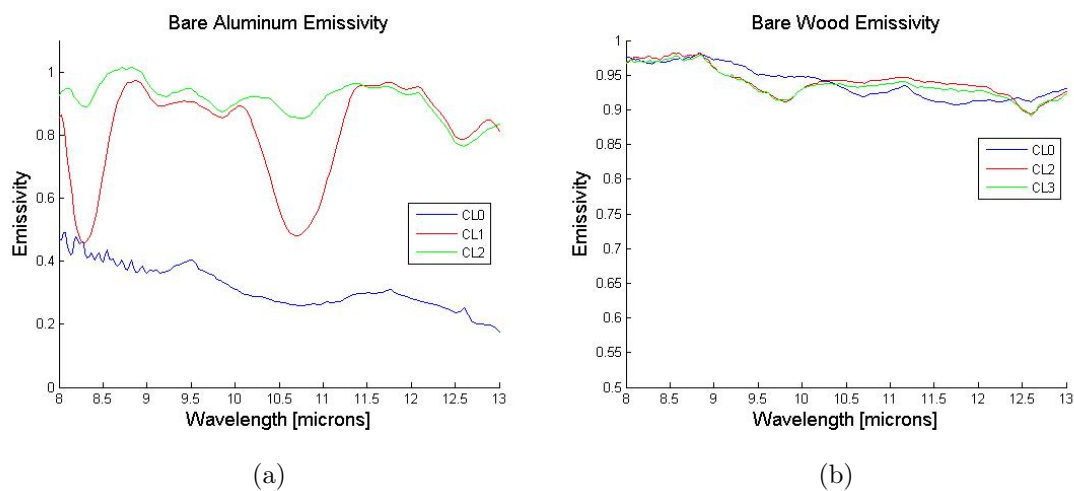 Bare Aluminum Emissivity
1
0.8
0.6
0.4
0.2
0
Emissivity
8
8.5
9
9.5
10
10.5
11
11.5
12
12.5
13
Wavelength [microns]
CL0
CL1
CL2
(a)
Bare Wood Emissivity
1
0.95
0.9
0.85
0.8
0.75
0.7
0.65
0.6
0.55
0.5
Emissivity
8
8.5
9
9.5
10
10.5
11
11.5
12
12.5
13
Wavelength [microns]
CL0
CL2
CL3
(b)